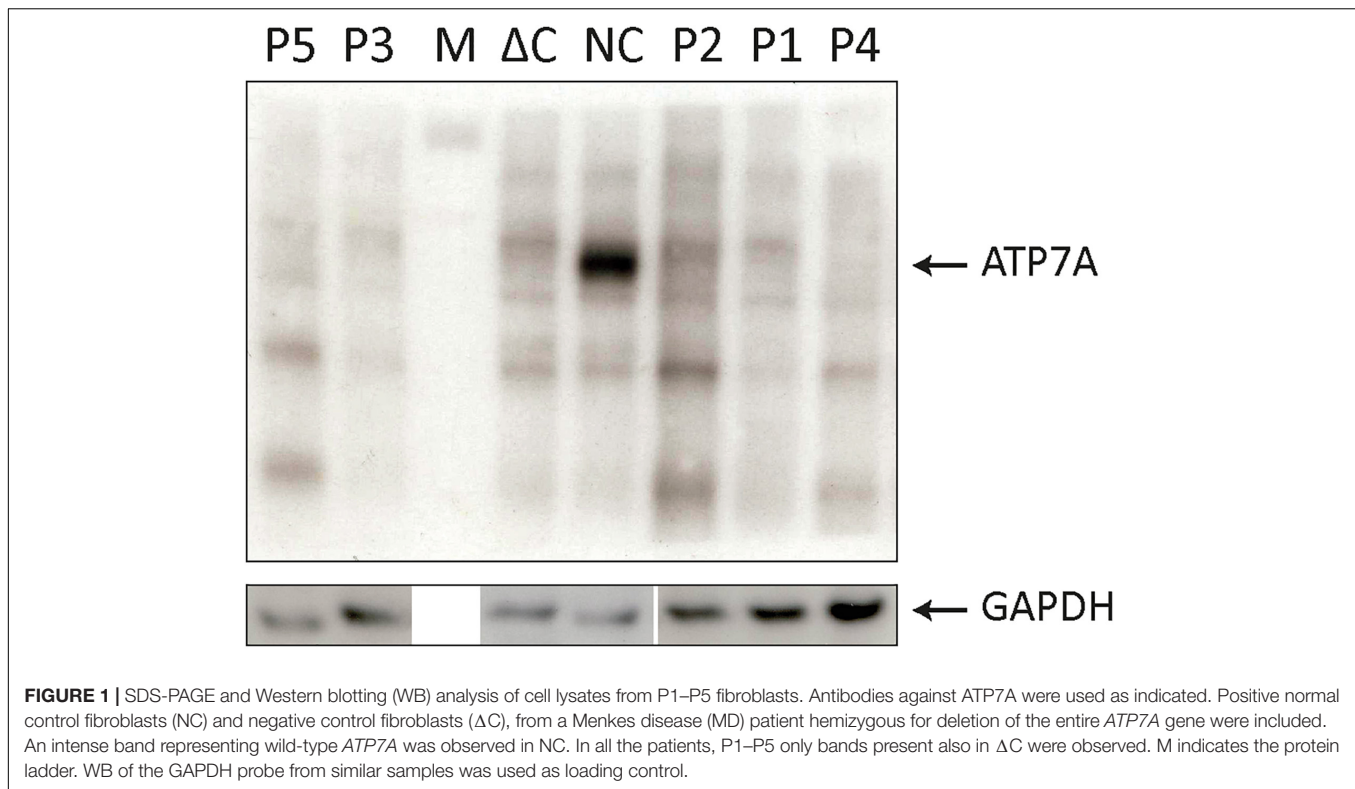 P5 P3 M ΔC NC P2 P1 P4
ATP7A
GAPDH
FIGURE 1 | SDS-PAGE and Western blotting (WB) analysis of cell lysates from P1–P5 fibroblasts. Antibodies against ATP7A were used as indicated. Positive normal
control fibroblasts (NC) and negative control fibroblasts (ΔC), from a Menkes disease (MD) patient hemizygous for deletion of the entire ATP7A gene were included.
An intense band representing wild-type ATP7A was observed in NC. In all the patients, P1–P5 only bands present also in ΔC were observed. M indicates the protein
ladder. WB of the GAPDH probe from similar samples was used as loading control.